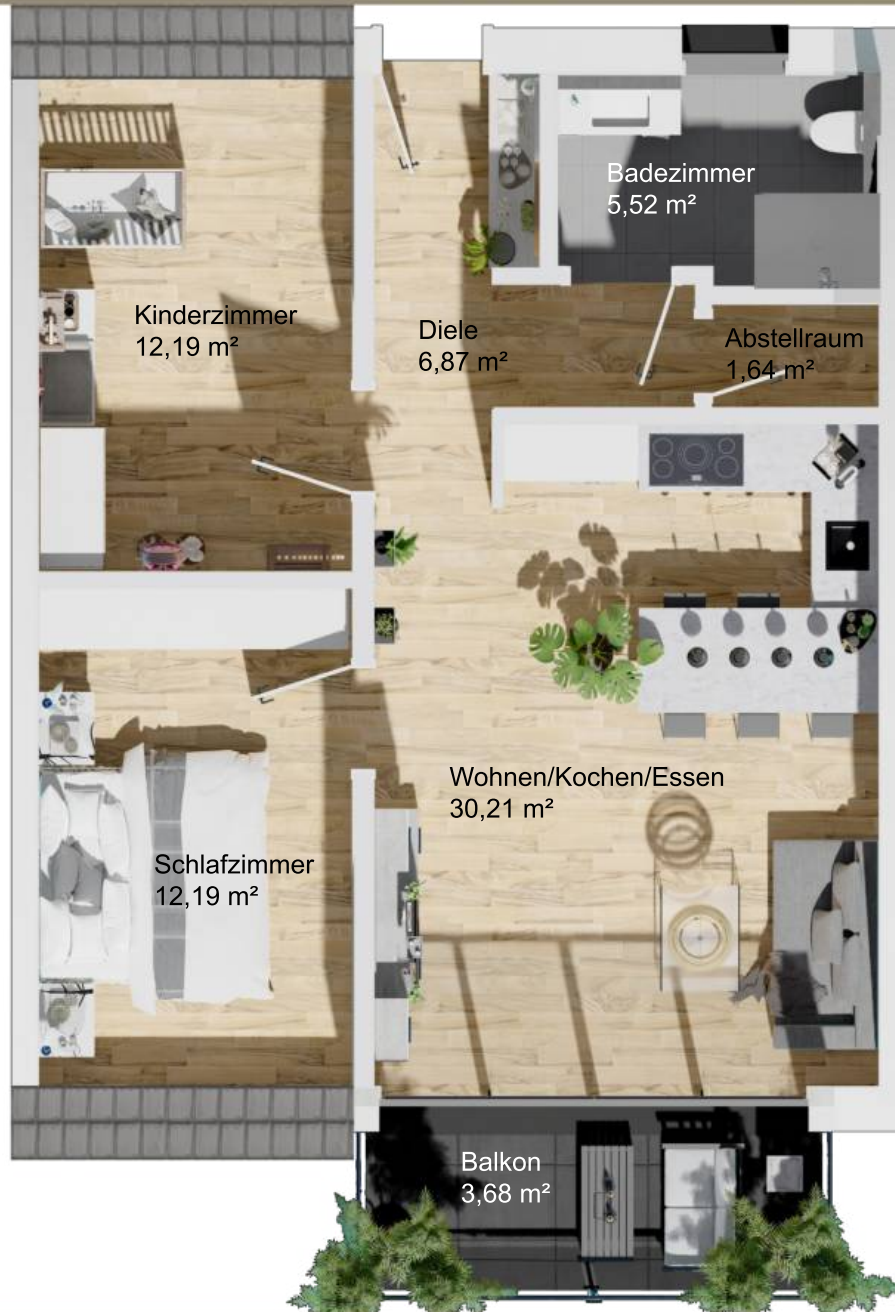 Badezimmer
5,52 m²
Kinderzimmer
12,19 m²
Diele
6,87 m²
Abstellraum
1,64 m²
Wohnen/Kochen/Essen
30,21 m²
Schlafzimmer
12,19 m²
Balkon
3,68 m²